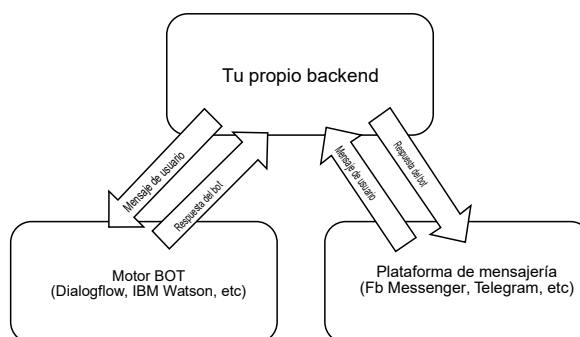 Tu propio backend
Mensaje de usuario
Respuesta del bot
Mensaje de usuario
Respuesta del bot
Motor BOT
(Dialogflow, IBM Watson, etc)
Plataforma de mensajería
(Fb Messenger, Telegram, etc)